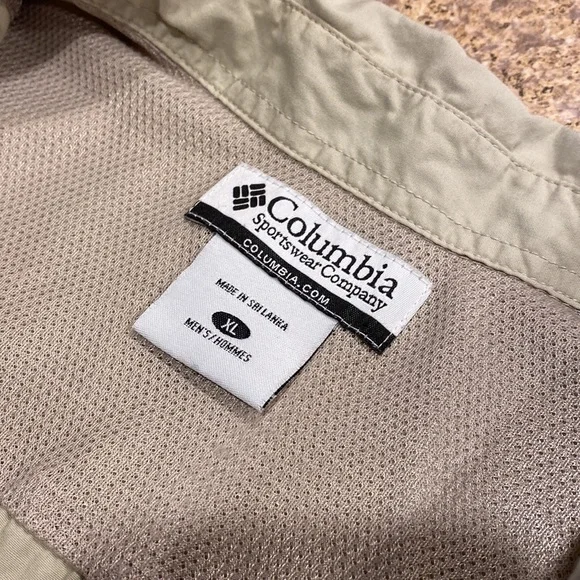 Columbia
Sportswear Company
COLUMBIA.COM
MADE IN SRI LANKA
XL
MEN'S/HOMMES